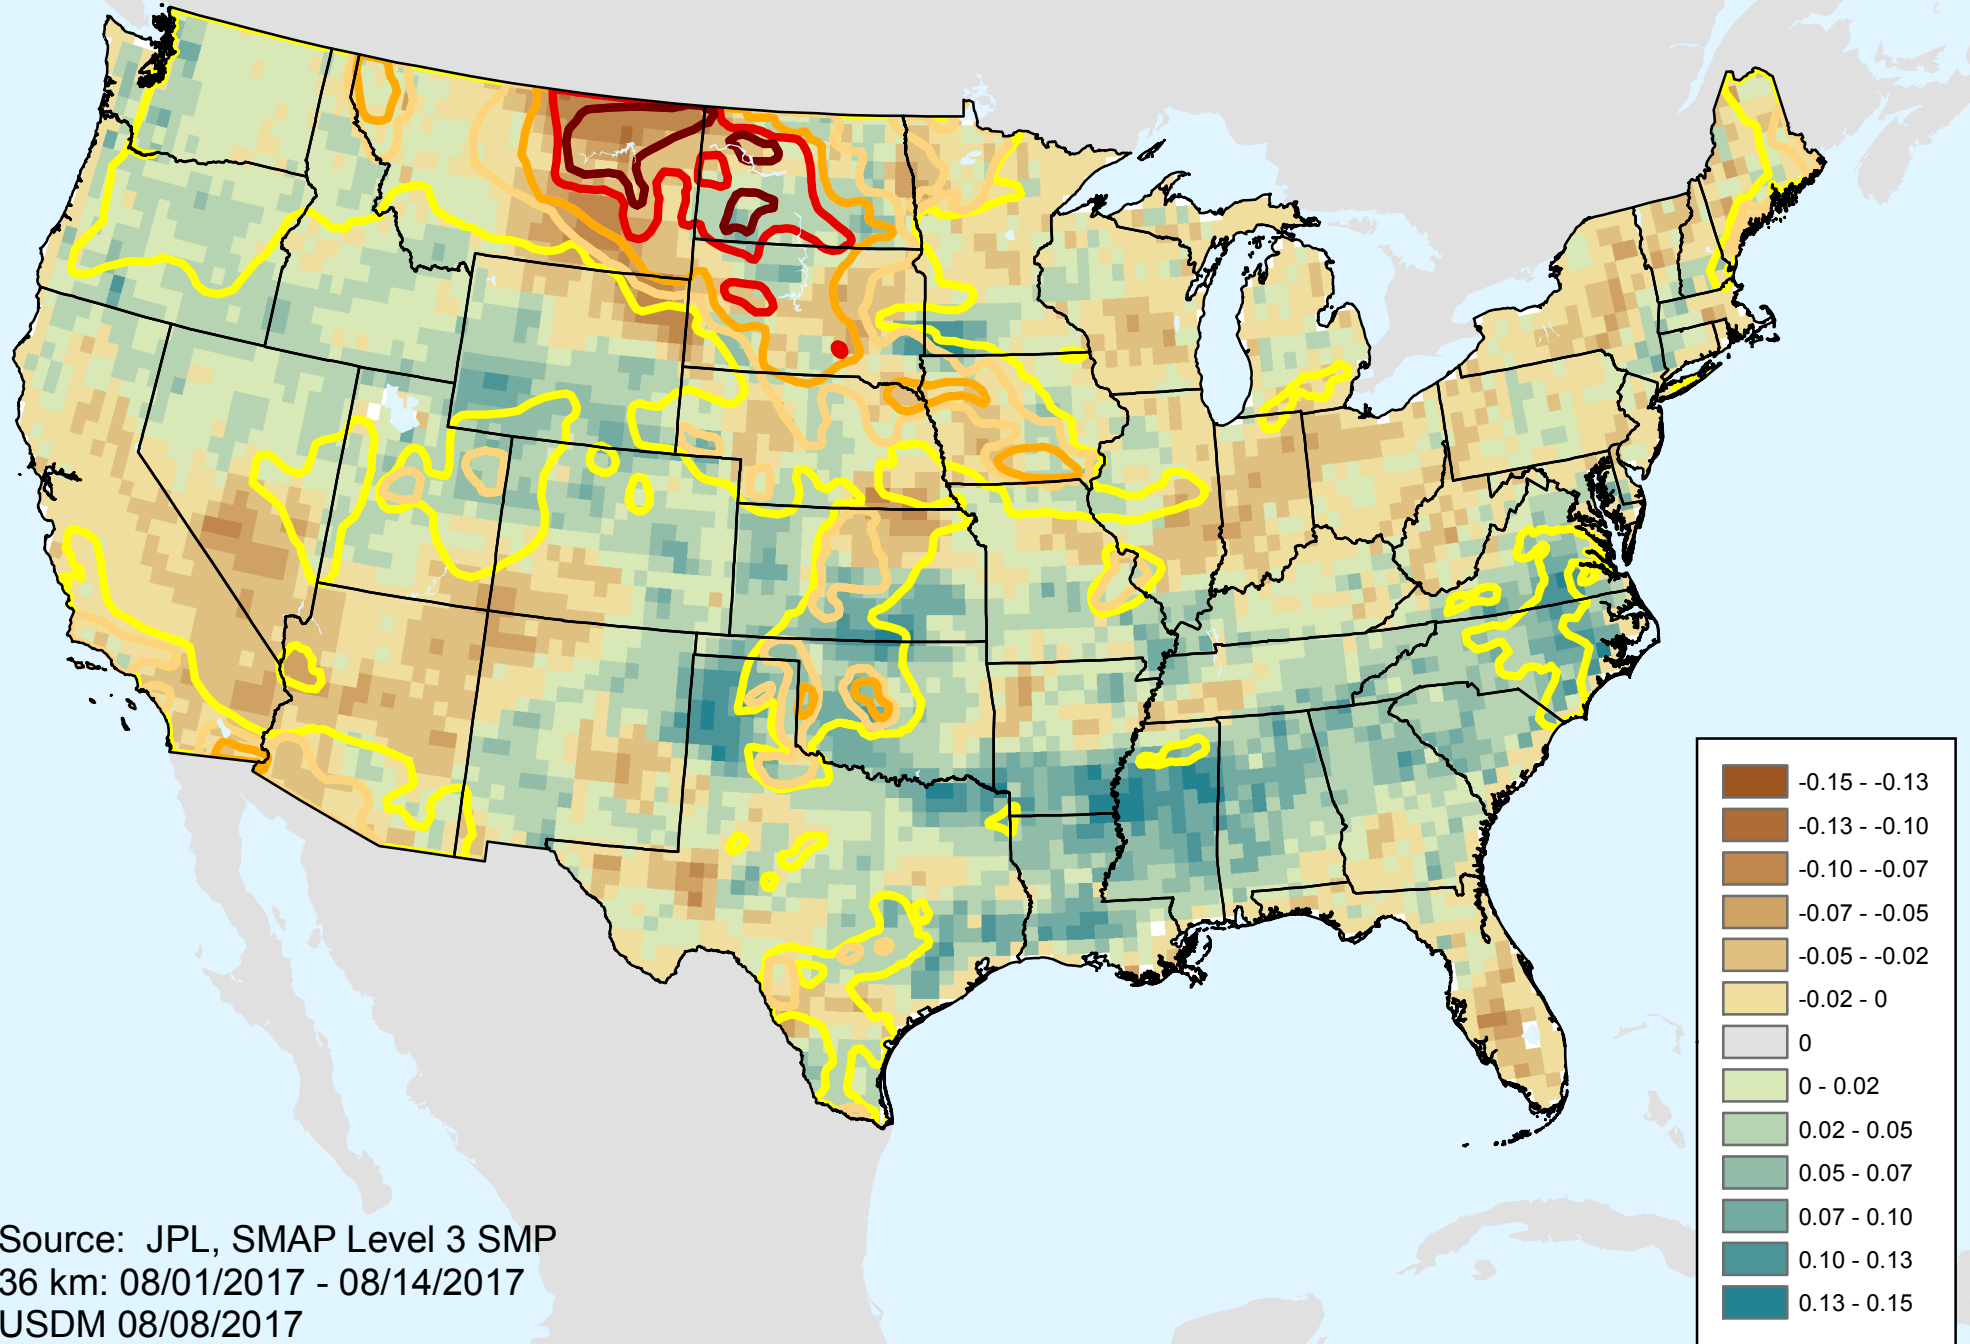 -0.15 - -0.13
-0.13 - -0.10
-0.10 - -0.07
-0.07 - -0.05
-0.05 - -0.02
-0.02 - 0
0
0 - 0.02
0.02 - 0.05
0.05 - 0.07
0.07 - 0.10
0.10 - 0.13
0.13 - 0.15
Source:  JPL, SMAP Level 3 SMP
36 km: 08/01/2017 - 08/14/2017
USDM 08/08/2017